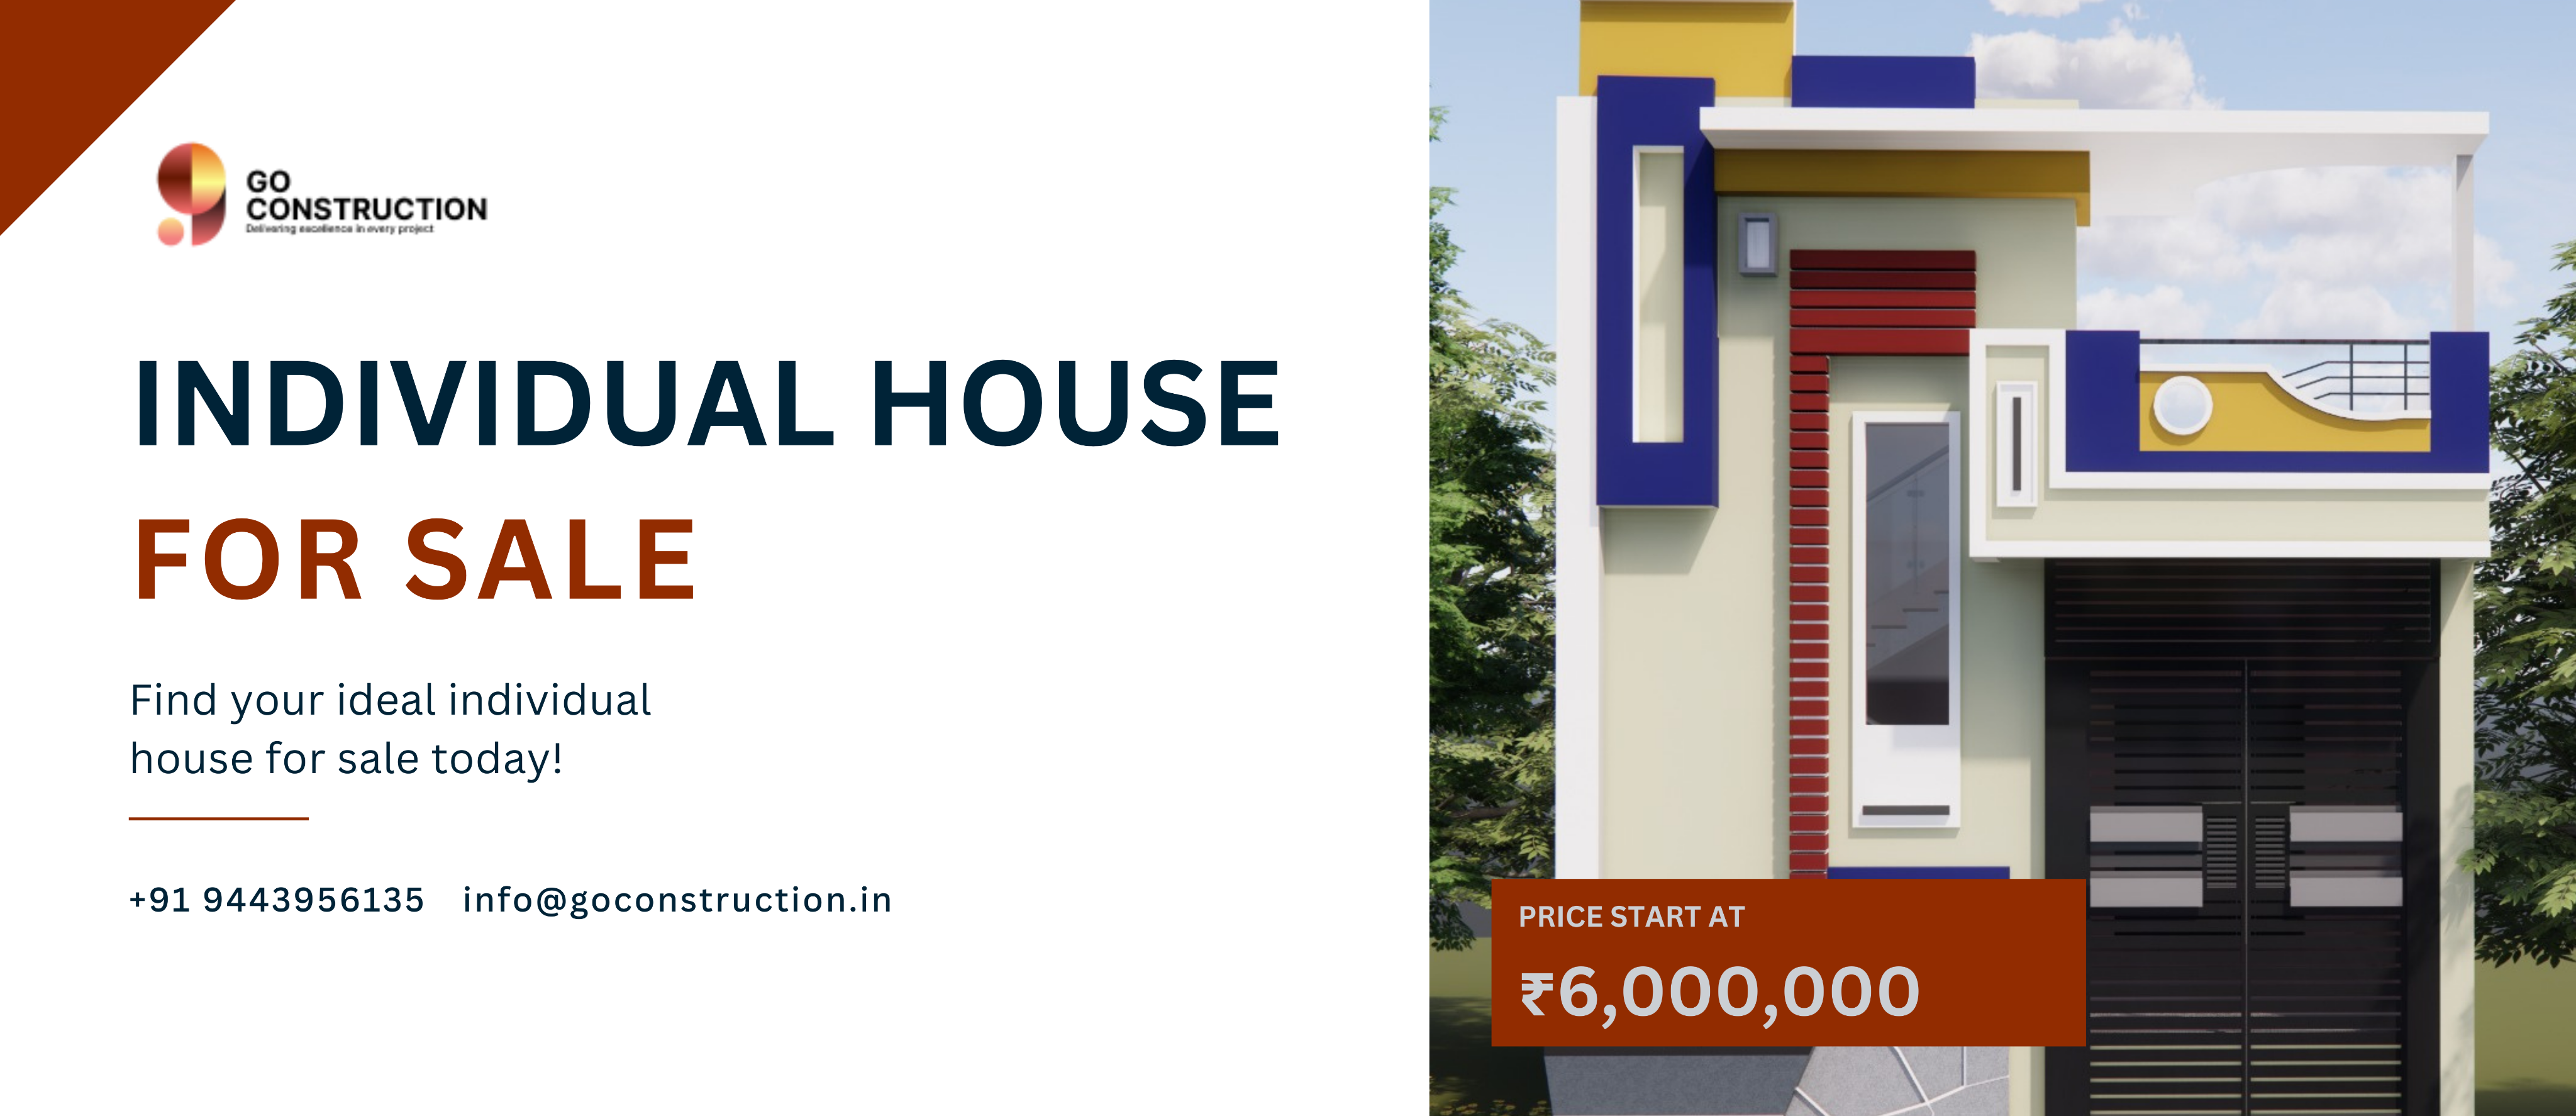 GO
CONSTRUCTION
Delivering excellence in every project
INDIVIDUAL HOUSE
FOR SALE
Find your ideal individual
house for sale today!
+91 9443956135 info@goconstruction.in
PRICE START AT
₹6,000,000